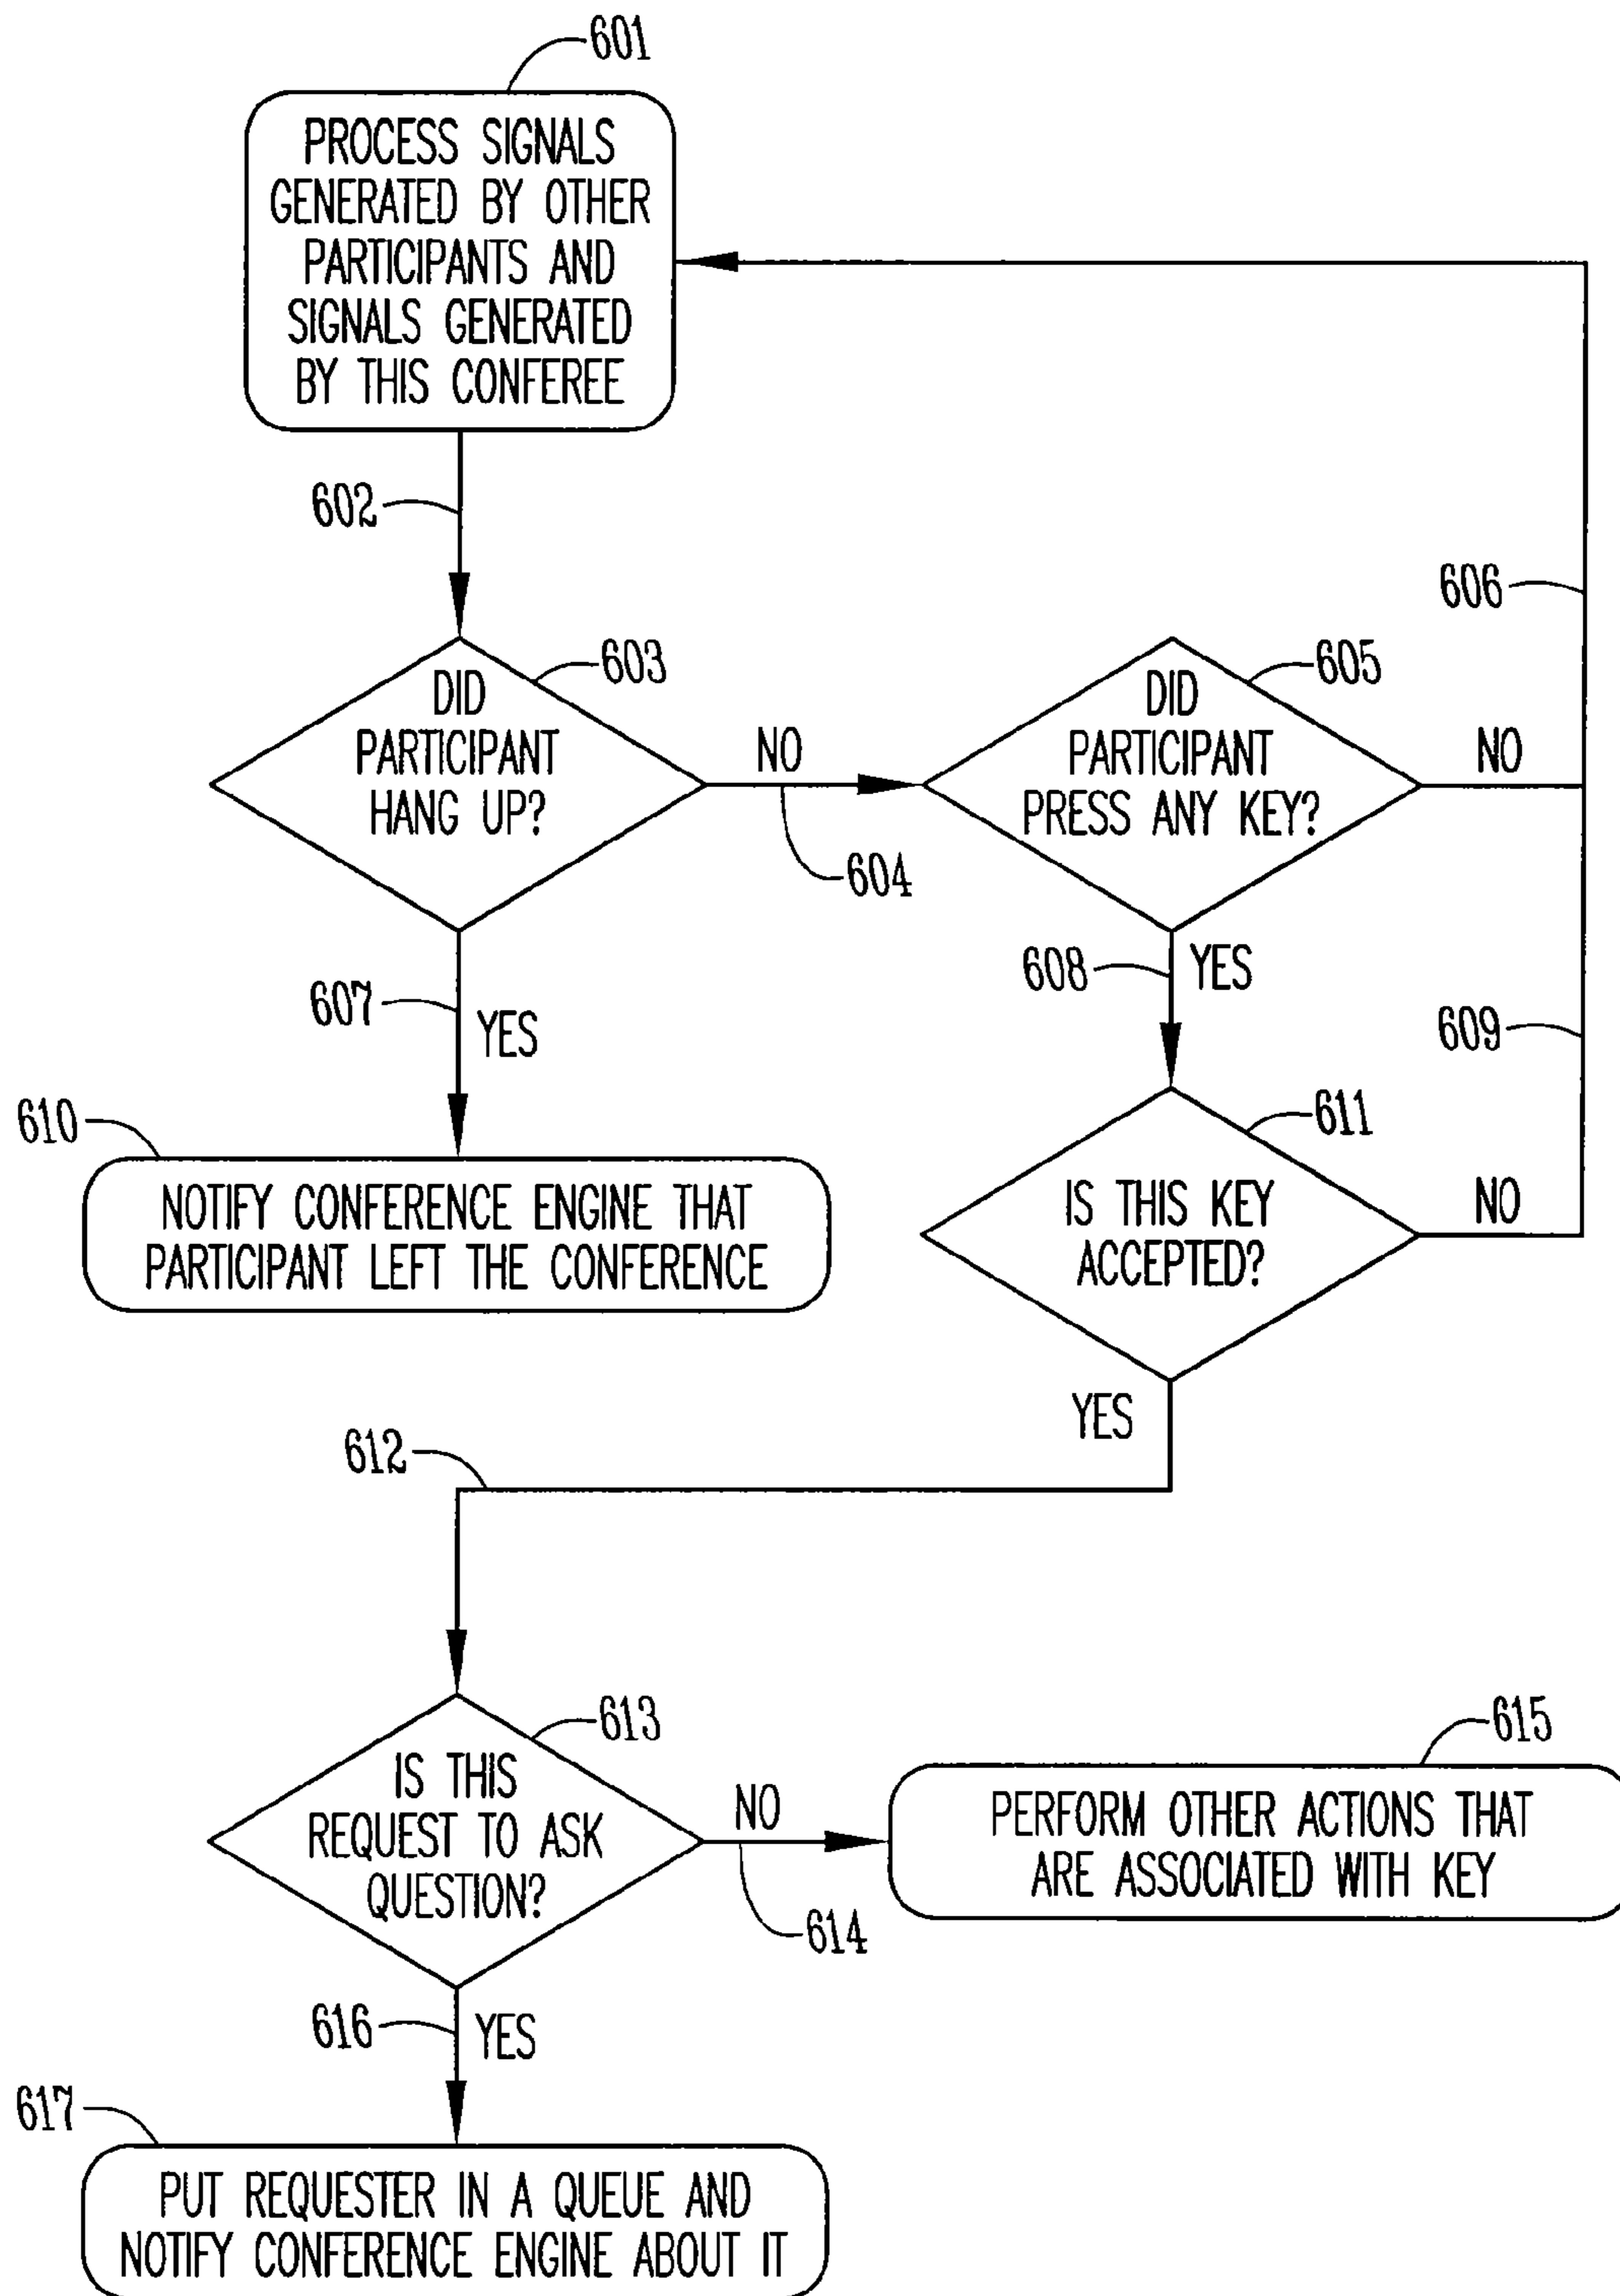 601
PROCESS SIGNALS
GENERATED BY OTHER
PARTICIPANTS AND
SIGNALS GENERATED
BY THIS CONFEREE
602
606
603
DID
PARTICIPANT
HANG UP?
NO
604
605
DID
PARTICIPANT
PRESS ANY KEY?
NO
607
YES
608
YES
609
610
NOTIFY CONFERENCE ENGINE THAT
PARTICIPANT LEFT THE CONFERENCE
611
IS THIS KEY
ACCEPTED?
NO
YES
612
613
IS THIS
REQUEST TO ASK
QUESTION?
NO
614
615
PERFORM OTHER ACTIONS THAT
ARE ASSOCIATED WITH KEY
616
YES
617
PUT REQUESTER IN A QUEUE AND
NOTIFY CONFERENCE ENGINE ABOUT IT